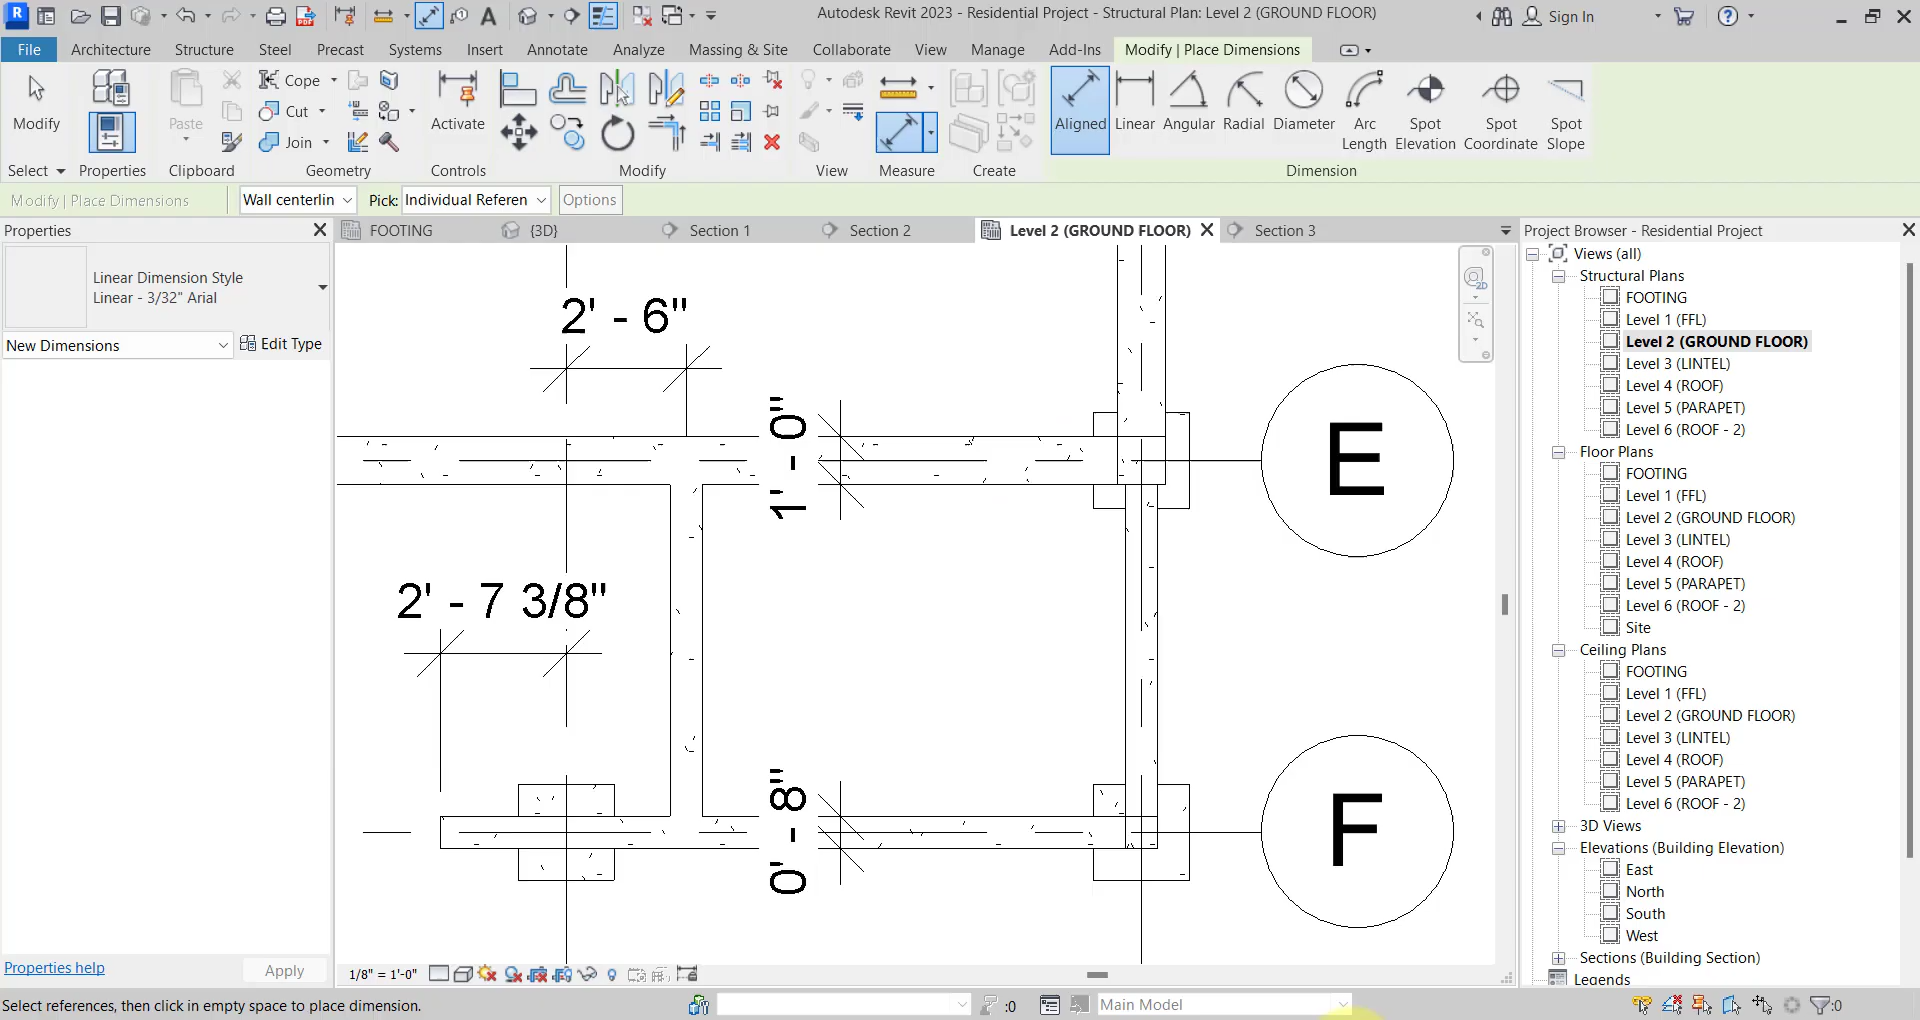 Autodesk Revit 2023 - Residential Project - Structural Plan: Level 2 (GROUND FLOOR)
Sign In
File
Architecture
Structure
Steel
Precast
Systems
Insert
Annotate
Analyze
Massing & Site
Collaborate
View
Manage
Add-Ins
Modify | Place Dimensions
Modify
Paste
Cope
Cut
Join
Activate
Aligned
Linear
Angular
Radial
Diameter
Arc Length
Spot Elevation
Spot Coordinate
Spot Slope
Select
Properties
Clipboard
Geometry
Controls
Modify
View
Measure
Create
Dimension
Modify | Place Dimensions
Wall centerlin
Pick:
Individual Referen
Options
Properties
Linear Dimension Style
Linear - 3/32" Arial
New Dimensions
Edit Type
Properties help
Apply
FOOTING
{3D}
Section 1
Section 2
Level 2 (GROUND FLOOR)
Section 3
2D
2' - 6"
1' - 0"
E
2' - 7 3/8"
0' - 8"
F
1/8" = 1'-0"
Project Browser - Residential Project
Views (all)
Structural Plans
FOOTING
Level 1 (FFL)
Level 2 (GROUND FLOOR)
Level 3 (LINTEL)
Level 4 (ROOF)
Level 5 (PARAPET)
Level 6 (ROOF - 2)
Floor Plans
FOOTING
Level 1 (FFL)
Level 2 (GROUND FLOOR)
Level 3 (LINTEL)
Level 4 (ROOF)
Level 5 (PARAPET)
Level 6 (ROOF - 2)
Site
Ceiling Plans
FOOTING
Level 1 (FFL)
Level 2 (GROUND FLOOR)
Level 3 (LINTEL)
Level 4 (ROOF)
Level 5 (PARAPET)
Level 6 (ROOF - 2)
3D Views
Elevations (Building Elevation)
East
North
South
West
Sections (Building Section)
Legends
Select references, then click in empty space to place dimension.
:0
Main Model
:0